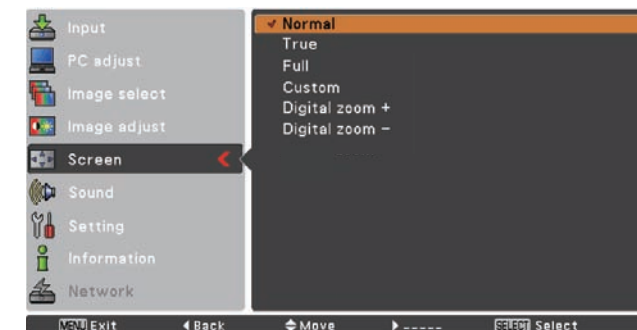 Input
PC adjust
Image select
Image adjust
Screen
Sound
Setting
Information
Network
Normal
True
Full
Custom
Digital zoom +
Digital zoom –
MENU Exit ◀ Back Move ▶ ----- SELECT Select